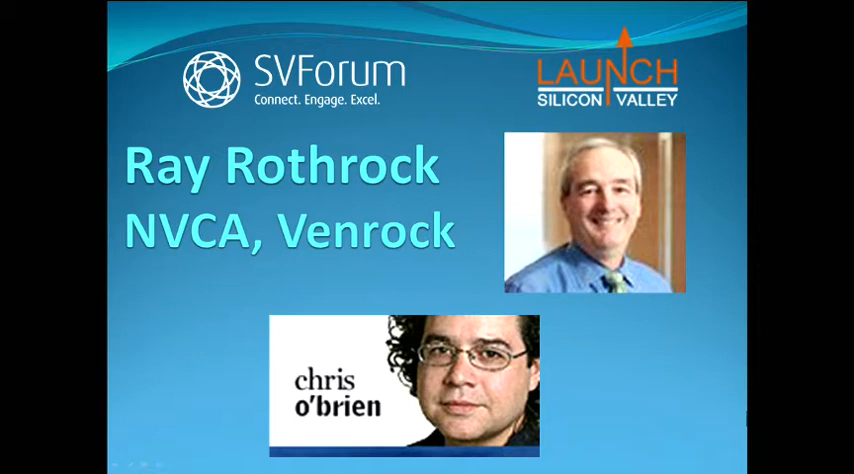 SVForum
Connect. Engage. Excel.
LAUNCH
SILICON VALLEY
Ray Rothrock
NVCA, Venrock
chris
o'brien